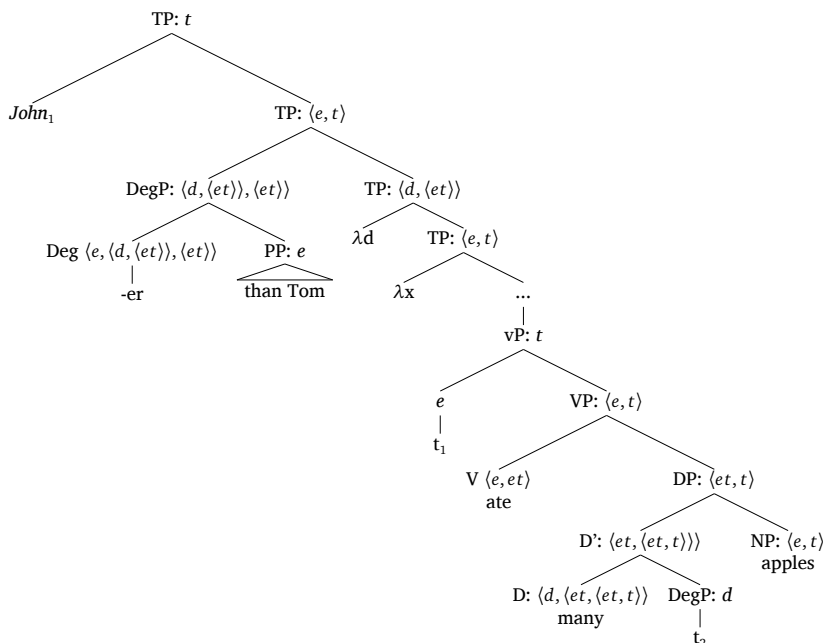 TP: t
John₁ TP: ⟨e, t⟩
DegP: ⟨d, ⟨et⟩⟩, ⟨et⟩⟩ TP: ⟨d, ⟨et⟩⟩
Deg ⟨e, ⟨d, ⟨et⟩⟩, ⟨et⟩⟩ PP: e λd TP: ⟨e, t⟩
-er than Tom λx ...
vP: t
e VP: ⟨e, t⟩
t₁ V ⟨e, et⟩ DP: ⟨et, t⟩
ate
D’: ⟨et, ⟨et, t⟩⟩⟩ NP: ⟨e, t⟩
apples
D: ⟨d, ⟨et, ⟨et, t⟩⟩ DegP: d
many
t₂